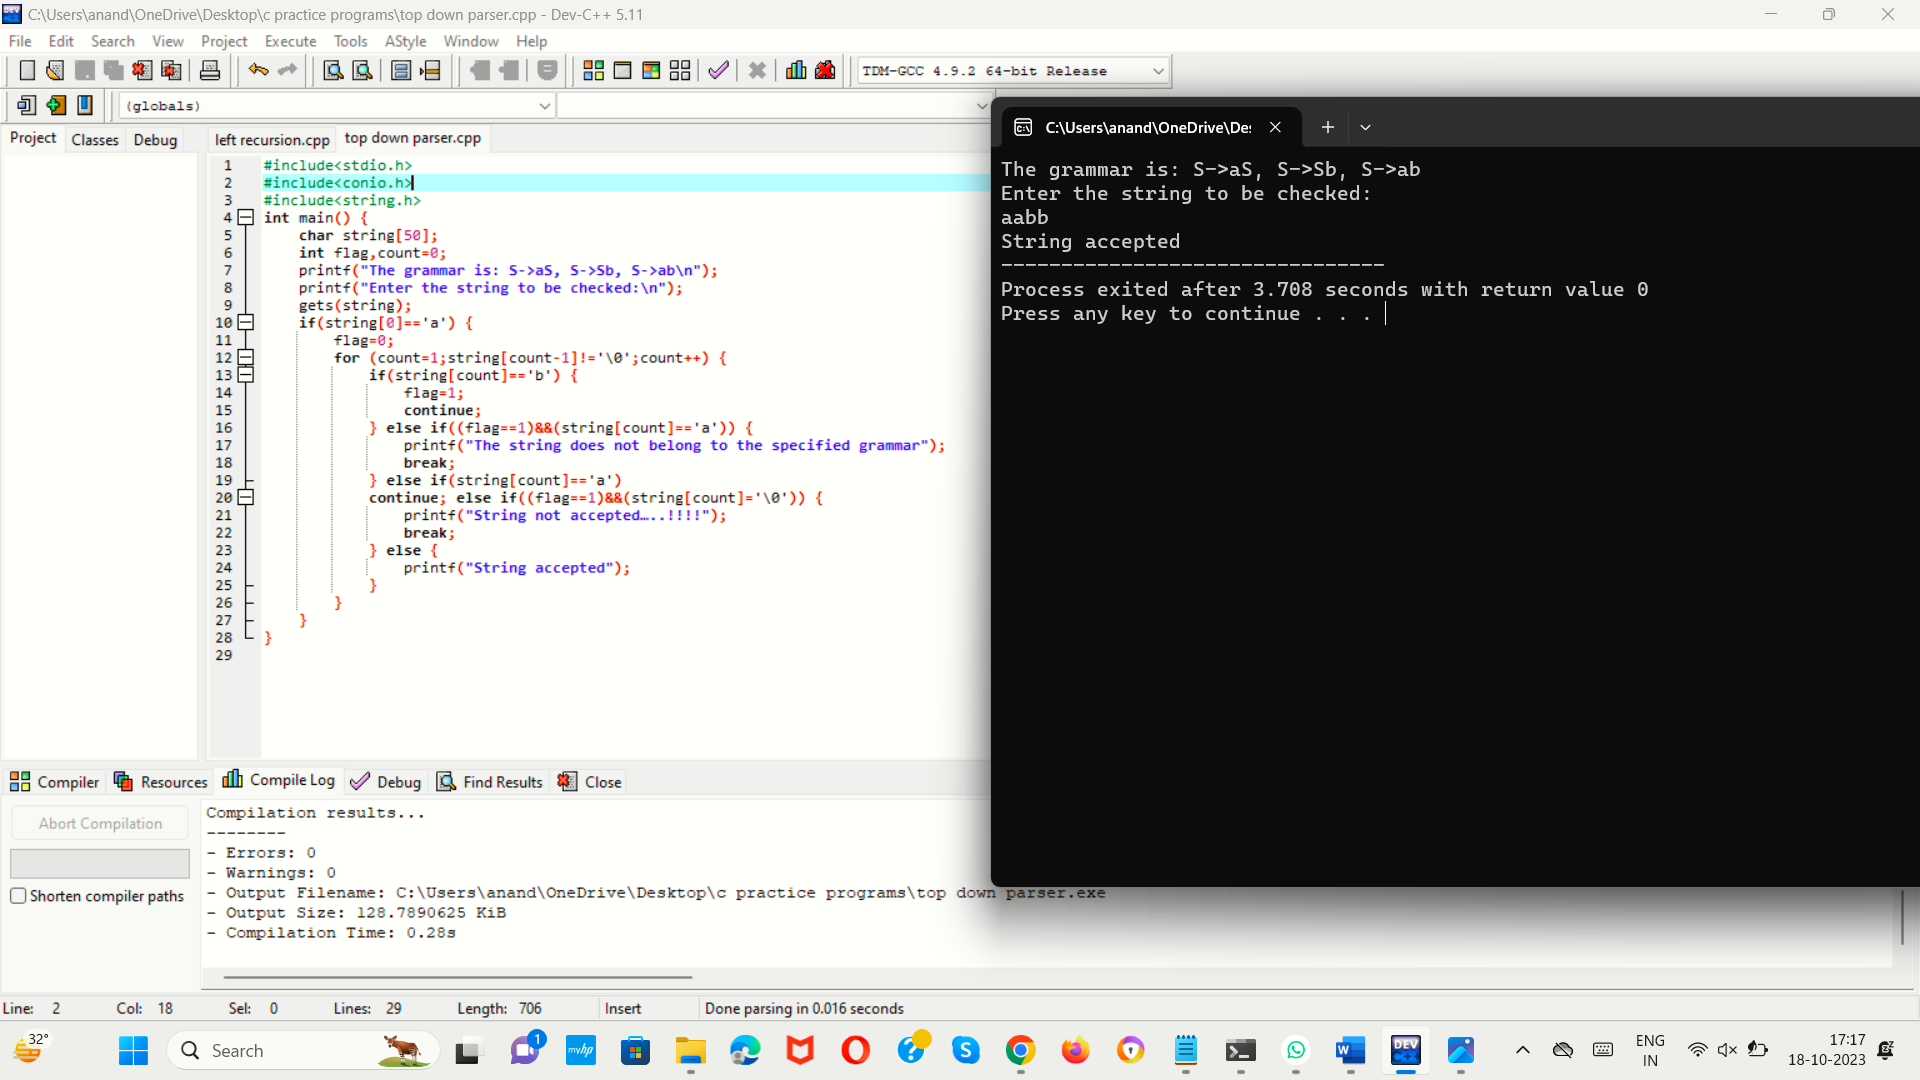 C:\Users\anand\OneDrive\Desktop\c practice programs\top down parser.cpp - Dev-C++ 5.11
File Edit Search View Project Execute Tools AStyle Window Help
TDM-GCC 4.9.2 64-bit Release
(globals)
Project Classes Debug
left recursion.cpp top down parser.cpp
1 #include<stdio.h>
2 #include<conio.h>
3 #include<string.h>
4 int main() {
5 char string[50];
6 int flag,count=0;
7 printf("The grammar is: S->aS, S->Sb, S->ab\n");
8 printf("Enter the string to be checked:\n");
9 gets(string);
10 if(string[0]=='a') {
11 flag=0;
12 for (count=1;string[count-1]!='\0';count++) {
13 if(string[count]=='b') {
14 flag=1;
15 continue;
16 } else if((flag==1)&&(string[count]=='a')) {
17 printf("The string does not belong to the specified grammar");
18 break;
19 } else if(string[count]=='a')
20 continue; else if((flag==1)&&(string[count]='\0')) {
21 printf("String not accepted…..!!!!");
22 break;
23 } else {
24 printf("String accepted");
25 }
26 }
27 }
28 }
29
C:\Users\anand\OneDrive\Des
The grammar is: S->aS, S->Sb, S->ab
Enter the string to be checked:
aabb
String accepted
--------------------------------
Process exited after 3.708 seconds with return value 0
Press any key to continue . . .
Compiler Resources Compile Log Debug Find Results Close
Abort Compilation
Shorten compiler paths
Compilation results...
--------
- Errors: 0
- Warnings: 0
- Output Filename: C:\Users\anand\OneDrive\Desktop\c practice programs\top down parser.exe
- Output Size: 128.7890625 KiB
- Compilation Time: 0.28s
Line: 2 Col: 18 Sel: 0 Lines: 29 Length: 706 Insert Done parsing in 0.016 seconds
32°
Search
1
myhp
W
DEV
C++
ENG
IN
17:17
18-10-2023